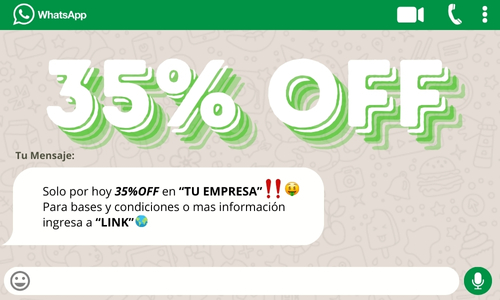 WhatsApp
35% OFF
Tu Mensaje:
Solo por hoy 35%OFF en “TU EMPRESA”‼️🤑
Para bases y condiciones o mas información
ingresa a “LINK”🌍